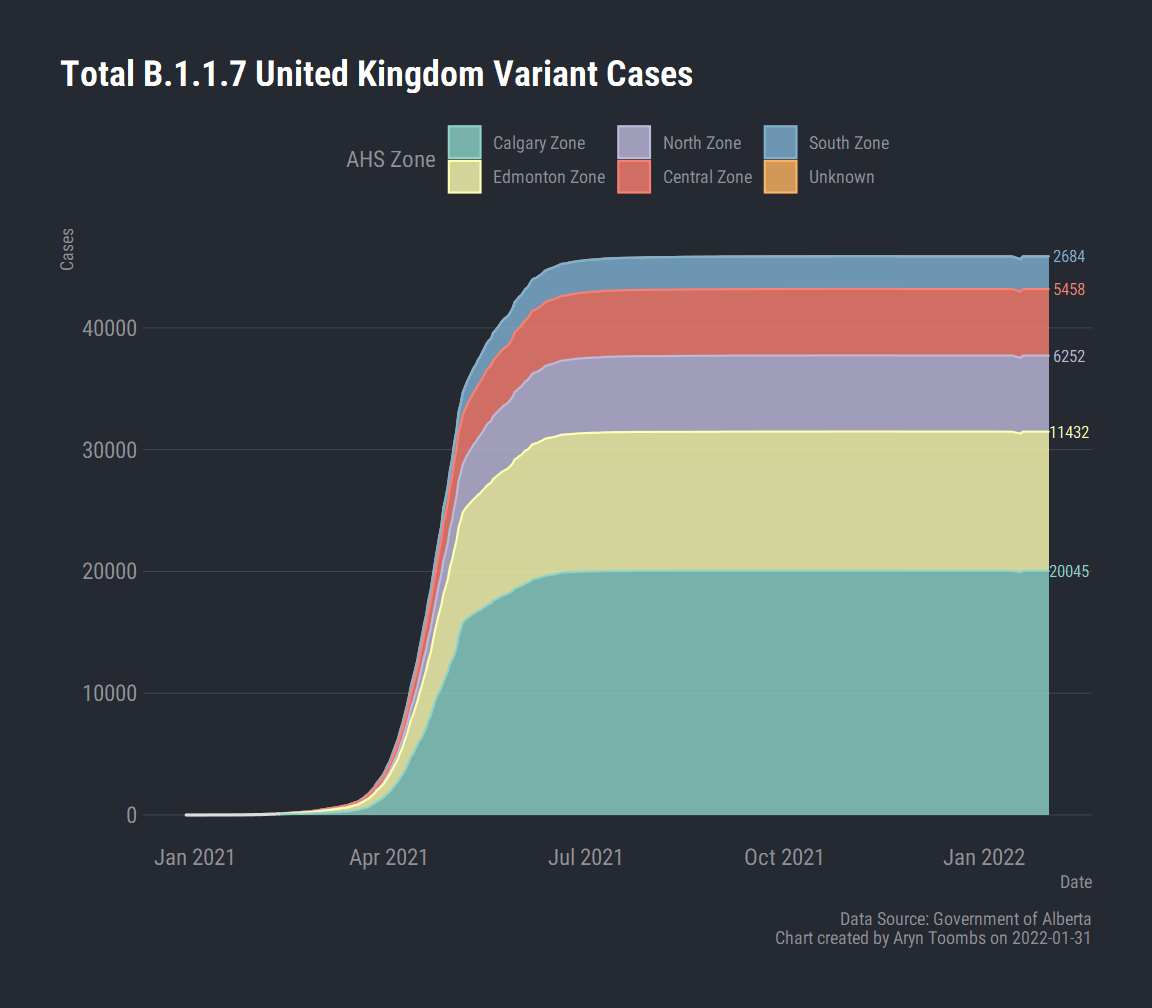 Total B.1.1.7 United Kingdom Variant Cases
AHS Zone
Calgary Zone
North Zone
South Zone
Edmonton Zone
Central Zone
Unknown
Cases
2684
5458
40000
6252
11432
30000
20000
20045
10000
0
Jan 2021
Apr 2021
Jul 2021
Oct 2021
Jan 2022
Date
Data Source: Government of Alberta
Chart created by Aryn Toombs on 2022-01-31